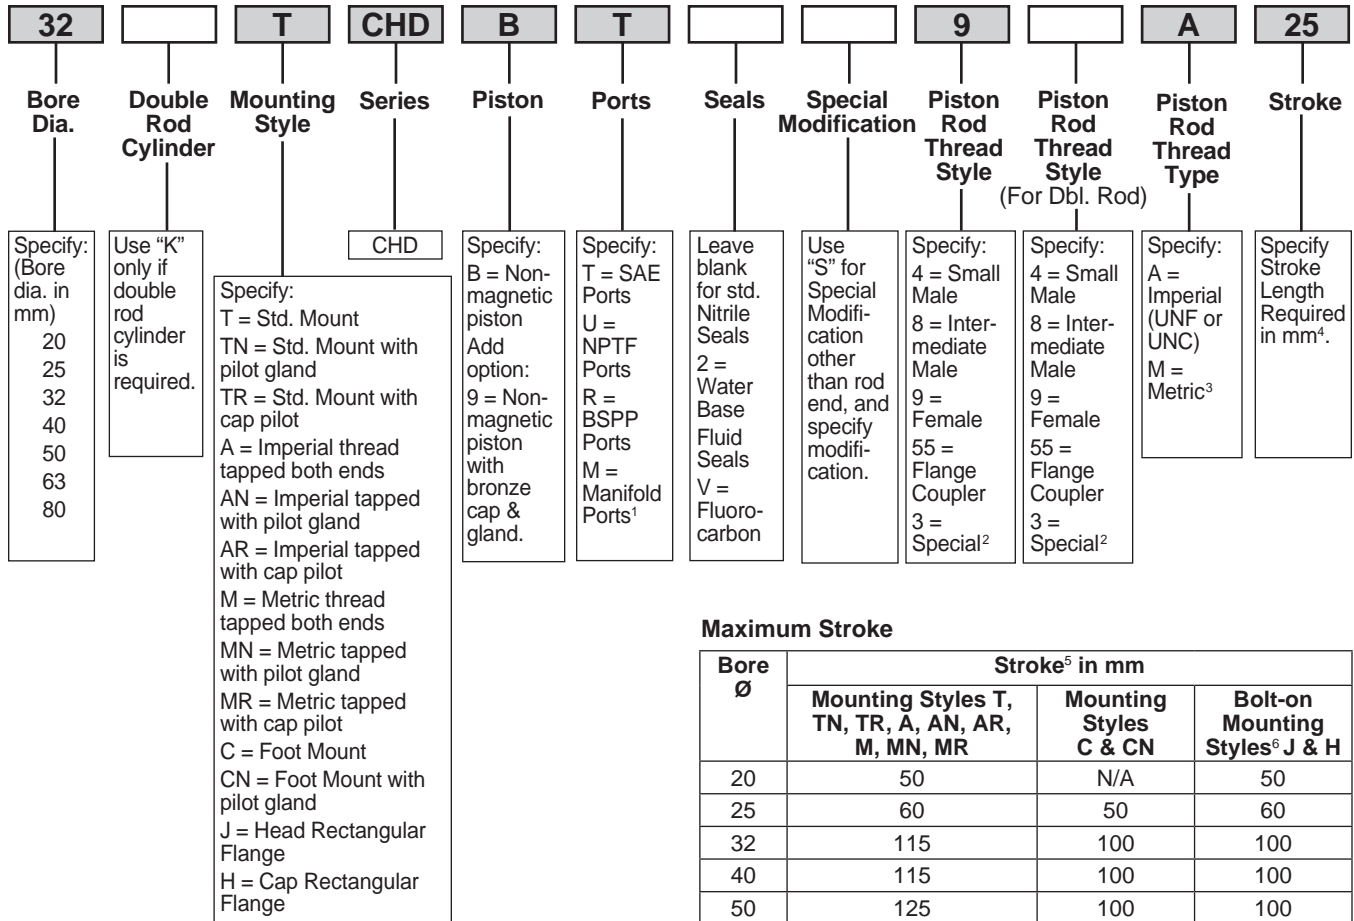 32
T
CHD
B
T
9
A
25
Bore
Dia.
Double
Rod
Cylinder
Mounting
Style
Series
Piston
Ports
Seals
Special
Modification
Piston
Rod
Thread
Style
Piston
Rod
Thread
Style
(For Dbl. Rod)
Piston
Rod
Thread
Type
Stroke
Specify:
(Bore
dia. in
mm)
20
25
32
40
50
63
80
Use “K”
only if
double
rod
cylinder
is
required.
Specify:
T = Std. Mount
TN = Std. Mount with
pilot gland
TR = Std. Mount with
cap pilot
A = Imperial thread
tapped both ends
AN = Imperial tapped
with pilot gland
AR = Imperial tapped
with cap pilot
M = Metric thread
tapped both ends
MN = Metric tapped
with pilot gland
MR = Metric tapped
with cap pilot
C = Foot Mount
CN = Foot Mount with
pilot gland
J = Head Rectangular
Flange
H = Cap Rectangular
Flange
CHD
Specify:
B = Non-
magnetic
piston
Add
option:
9 = Non-
magnetic
piston
with
bronze
cap &
gland.
Specify:
T = SAE
Ports
U =
NPTF
Ports
R =
BSPP
Ports
M =
Manifold
Ports¹
Leave
blank
for std.
Nitrile
Seals
2 =
Water
Base
Fluid
Seals
V =
Fluoro-
carbon
Use
“S” for
Special
Modifi-
cation
other
than rod
end, and
specify
modifi-
cation.
Specify:
4 = Small
Male
8 = Inter-
mediate
Male
9 =
Female
55 =
Flange
Coupler
3 =
Special²
Specify:
4 = Small
Male
8 = Inter-
mediate
Male
9 =
Female
55 =
Flange
Coupler
3 =
Special²
Specify:
A =
Imperial
(UNF or
UNC)
M =
Metric³
Specify
Stroke
Length
Required
in mm⁴.
Maximum Stroke
Bore
Ø
Stroke⁵ in mm
Mounting Styles T,
TN, TR, A, AN, AR,
M, MN, MR
Mounting
Styles
C & CN
Bolt-on
Mounting
Styles⁶ J & H
20 50 N/A 50
25 60 50 60
32 115 100 100
40 115 100 100
50 125 100 100